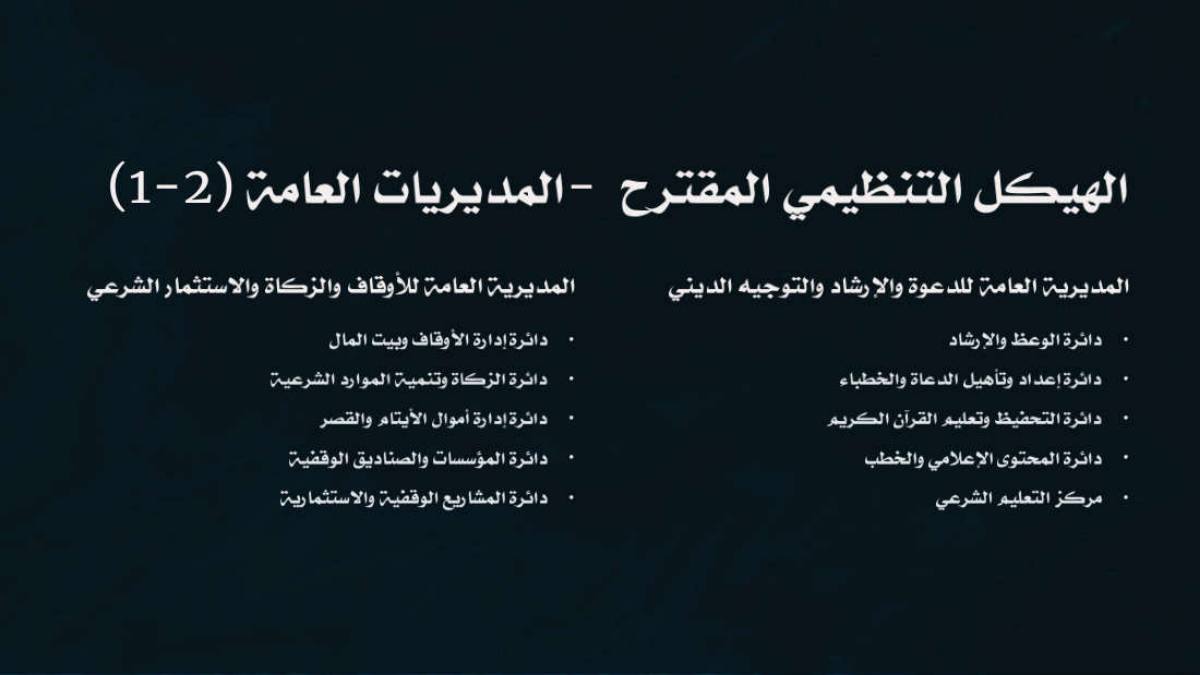 الهيكل التنظيمي المقترح - المديريات العامة (2-1)
المديرية العامة للدعوة والإرشاد والتوجيه الديني
• دائرة الوعظ والإرشاد
• دائرة إعداد وتأهيل الدعاة والخطباء
• دائرة التحفيظ وتعليم القرآن الكريم
• دائرة المحتوى الإعلامي والخطب
• مركز التعليم الشرعي
المديرية العامة للأوقاف والزكاة والاستثمار الشرعي
• دائرة إدارة الأوقاف وبيت المال
• دائرة الزكاة وتنمية الموارد الشرعية
• دائرة إدارة أموال الأيتام والقصر
• دائرة المؤسسات والصناديق الوقفية
• دائرة المشاريع الوقفية والاستثمارية